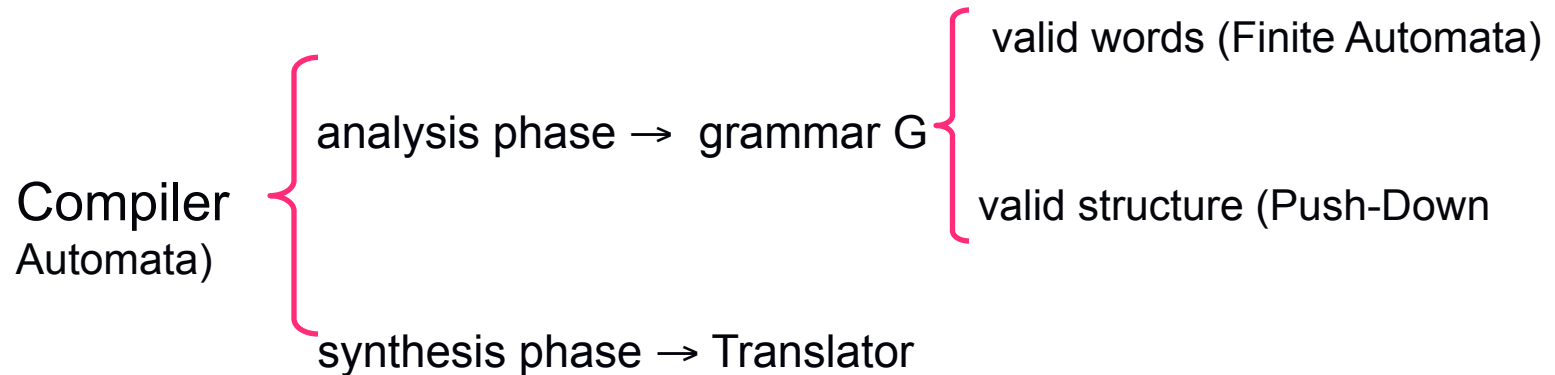 valid words (Finite Automata)
analysis phase → grammar G
Compiler
valid structure (Push-Down
Automata)
synthesis phase → Translator